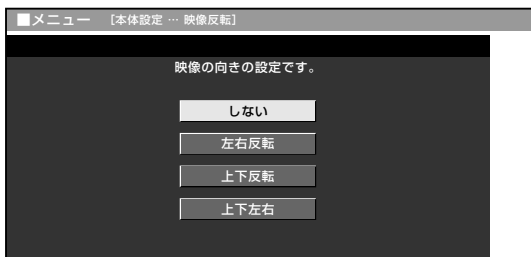 ■メニュー [本体設定 … 映像反転]
映像の向きの設定です。
しない
左右反転
上下反転
上下左右